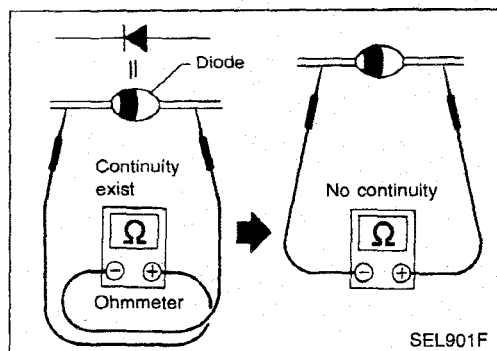 Diode
Continuity
exist
No continuity
Ω
Ω
− +
− +
Ohmmeter
SEL901F